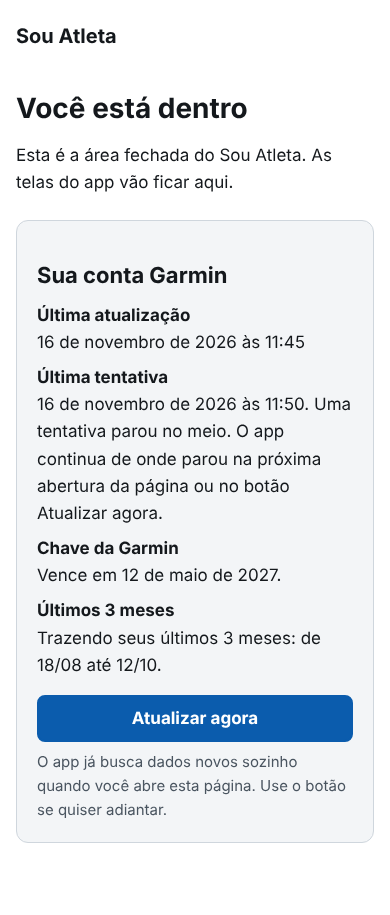 Sou Atleta
Você está dentro
Esta é a área fechada do Sou Atleta. As
telas do app vão ficar aqui.
Sua conta Garmin
Última atualização
16 de novembro de 2026 às 11:45
Última tentativa
16 de novembro de 2026 às 11:50. Uma
tentativa parou no meio. O app
continua de onde parou na próxima
abertura da página ou no botão
Atualizar agora.
Chave da Garmin
Vence em 12 de maio de 2027.
Últimos 3 meses
Trazendo seus últimos 3 meses: de
18/08 até 12/10.
Atualizar agora
O app já busca dados novos sozinho
quando você abre esta página. Use o botão
se quiser adiantar.